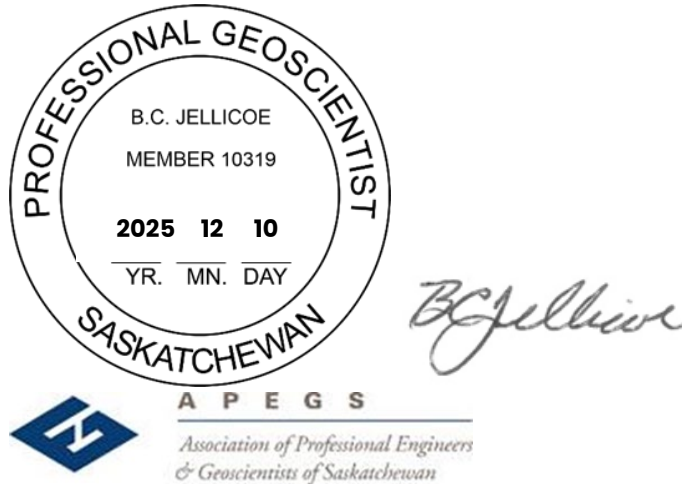 PROFESSIONAL GEOSCIENTIST
B.C. JELLICOE
MEMBER 10319
2025 12 10
YR. MN. DAY
SASKATCHEWAN
BCJellicoe
A P E G S
Association of Professional Engineers
& Geoscientists of Saskatchewan